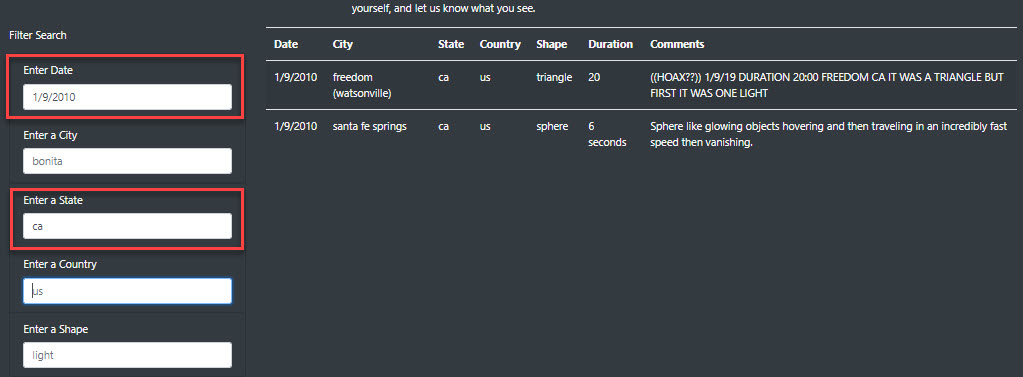 yourself, and let us know what you see.
Filter Search
Enter Date
1/9/2010
Enter a City
bonita
Enter a State
ca
Enter a Country
us
Enter a Shape
light
Date City State Country Shape Duration Comments
1/9/2010 freedom ca us triangle 20 ((HOAX??)) 1/9/19 DURATION 20:00 FREEDOM CA IT WAS A TRIANGLE BUT
(watsonville) FIRST IT WAS ONE LIGHT
1/9/2010 santa fe springs ca us sphere 6 Sphere like glowing objects hovering and then traveling in an incredibly fast
seconds speed then vanishing.